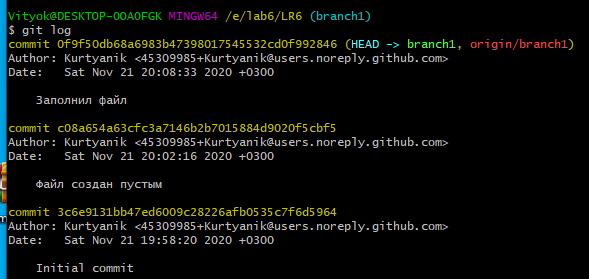 Vityok@DESKTOP-OOAOFGK MINGW64 /e/lab6/LR6 (branch1)
$ git log
commit 0f9f50db68a6983b47398017545532cd0f992846 (HEAD -> branch1, origin/branch1)
Author: Kurtyanik <45309985+Kurtyanik@users.noreply.github.com>
Date:   Sat Nov 21 20:08:33 2020 +0300
Заполнил файл
commit c08a654a63cfc3a7146b2b7015884d9020f5cbf5
Author: Kurtyanik <45309985+Kurtyanik@users.noreply.github.com>
Date:   Sat Nov 21 20:02:16 2020 +0300
Файл создан пустым
commit 3c6e9131bb47ed6009c28226afb0535c7f6d5964
Author: Kurtyanik <45309985+Kurtyanik@users.noreply.github.com>
Date:   Sat Nov 21 19:58:20 2020 +0300
Initial commit